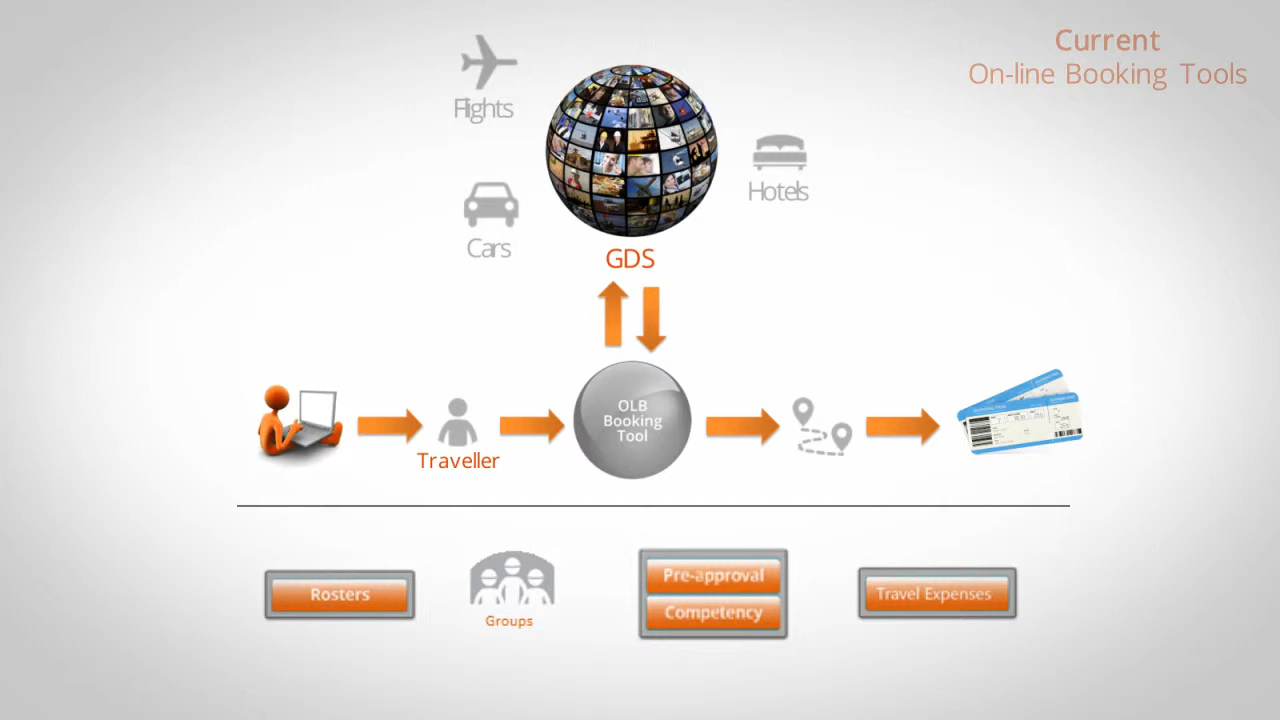 Current
On-line Booking Tools
Flights
Hotels
Cars
GDS
OLB
Booking
Tool
Traveller
Rosters
Groups
Pre-approval
Competency
Travel Expenses